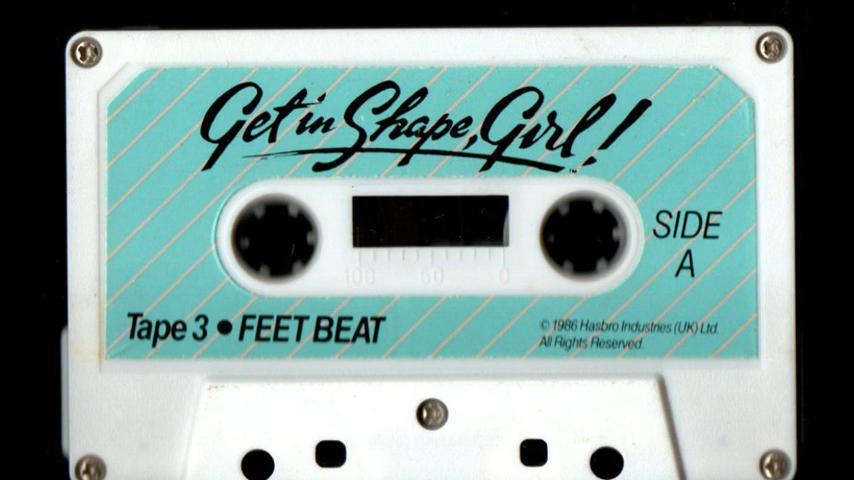 Get in Shape, Girl!
™
SIDE
A
100 50 0
Tape 3 • FEET BEAT
© 1986 Hasbro Industries (UK) Ltd.
All Rights Reserved.